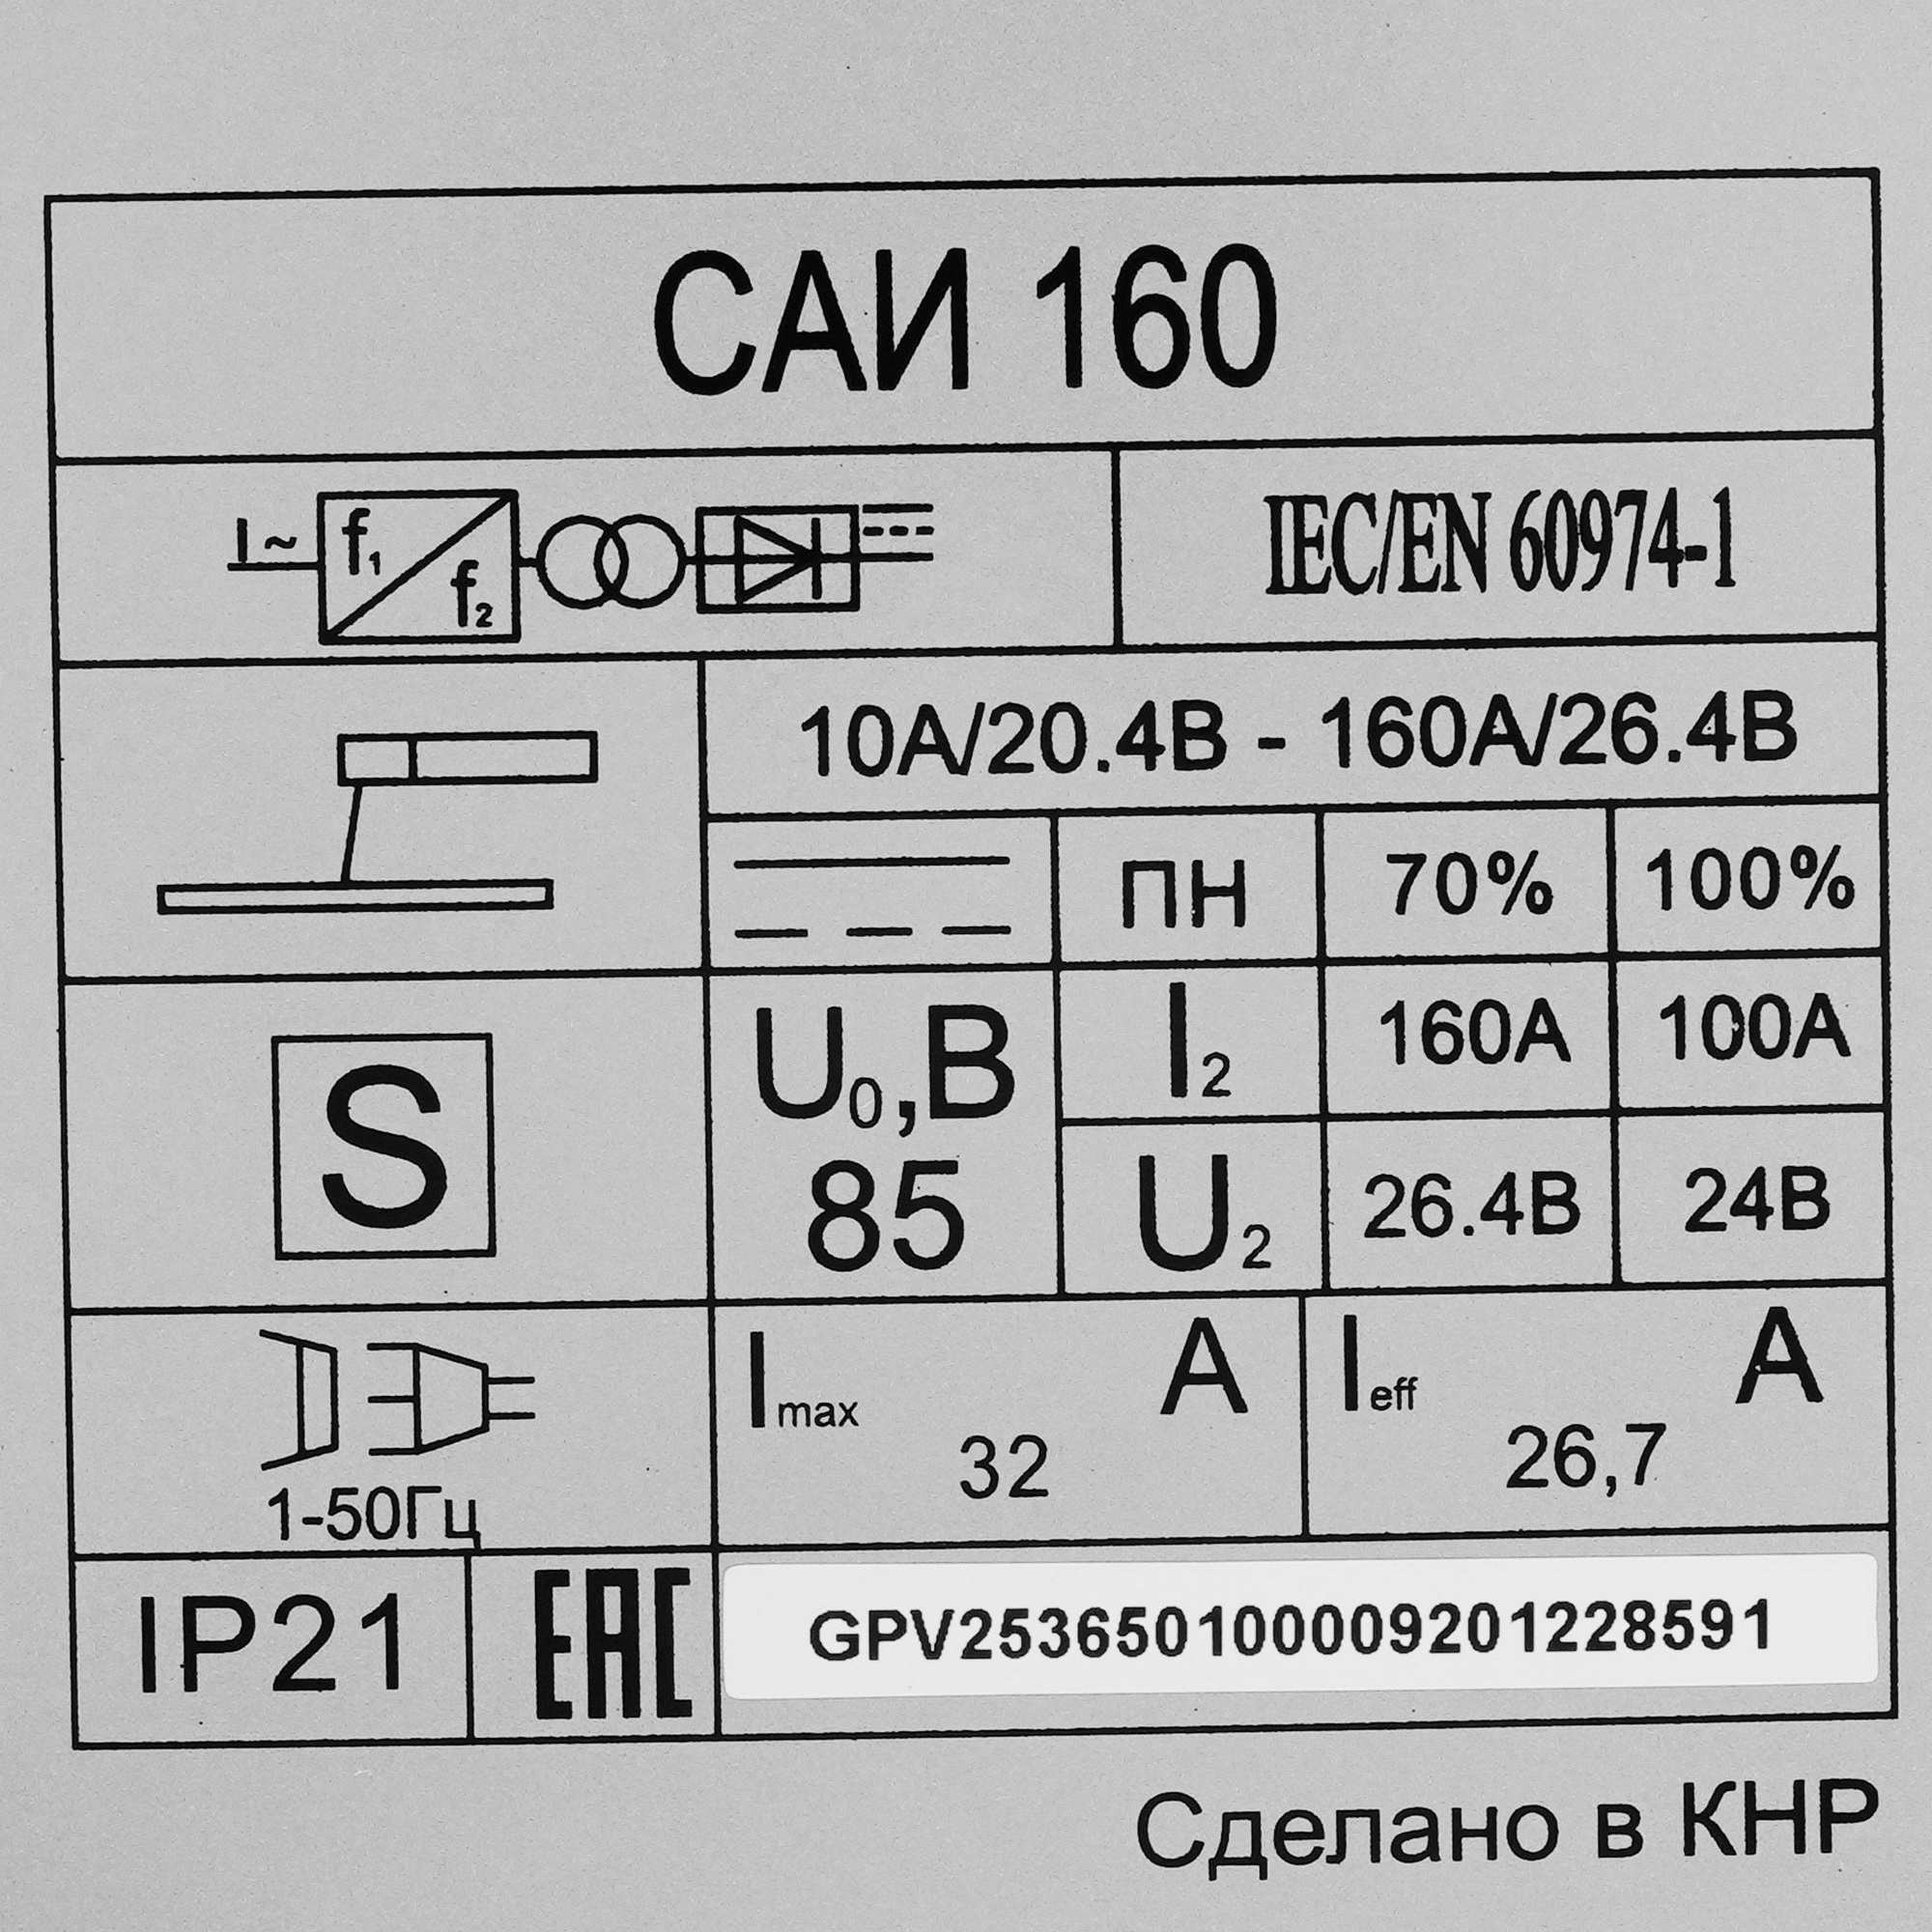 САИ 160
1~ f1 f2
IEC/EN 60974-1
10А/20.4В - 160А/26.4В
ПН 70% 100%
S
U0,В
85
I2 160А 100А
U2 26.4В 24В
1-50Гц
Imax А
32
Ieff А
26,7
IP21
EAC
GPV253650100009201228591
Сделано в КНР